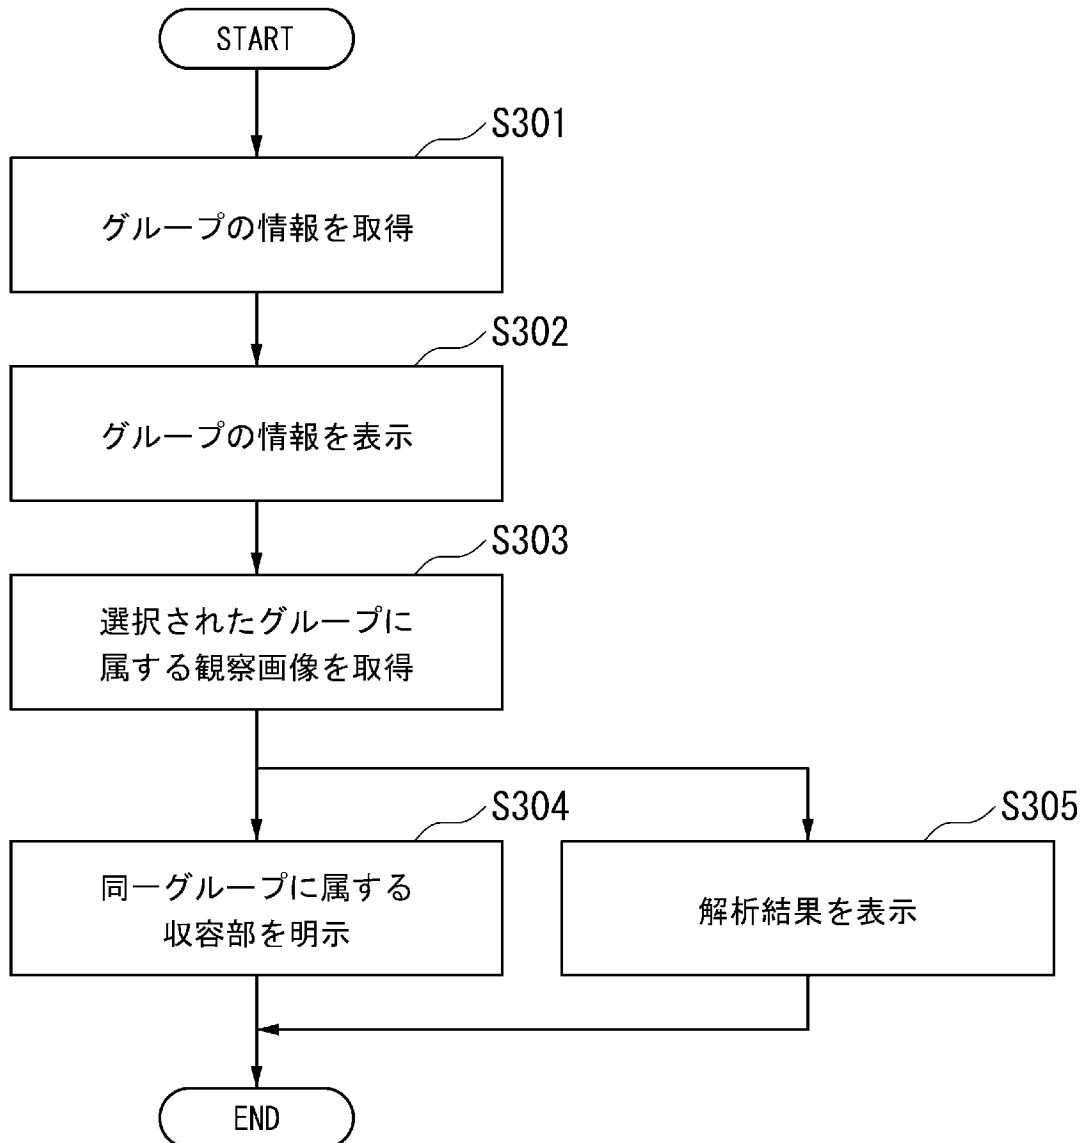 START
S301
グループの情報を取得
S302
グループの情報を表示
S303
選択されたグループに
属する観察画像を取得
S304
同一グループに属する
収容部を明示
S305
解析結果を表示
END